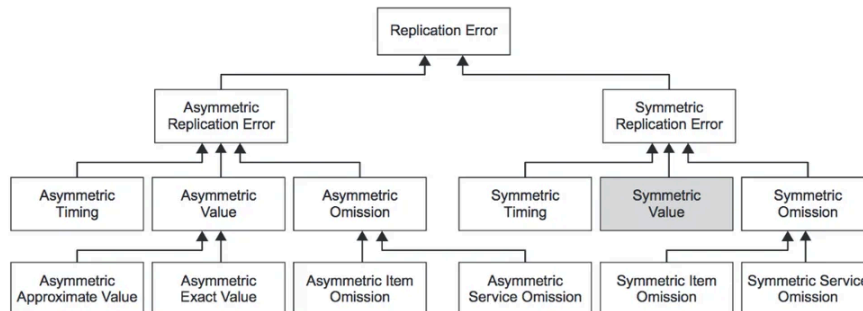 Replication Error
Asymmetric
Replication Error
Symmetric
Replication Error
Asymmetric
Timing
Asymmetric
Value
Asymmetric
Omission
Symmetric
Timing
Symmetric
Value
Symmetric
Omission
Asymmetric
Approximate Value
Asymmetric
Exact Value
Asymmetric Item
Omission
Asymmetric
Service Omission
Symmetric Item
Omission
Symmetric Service
Omission